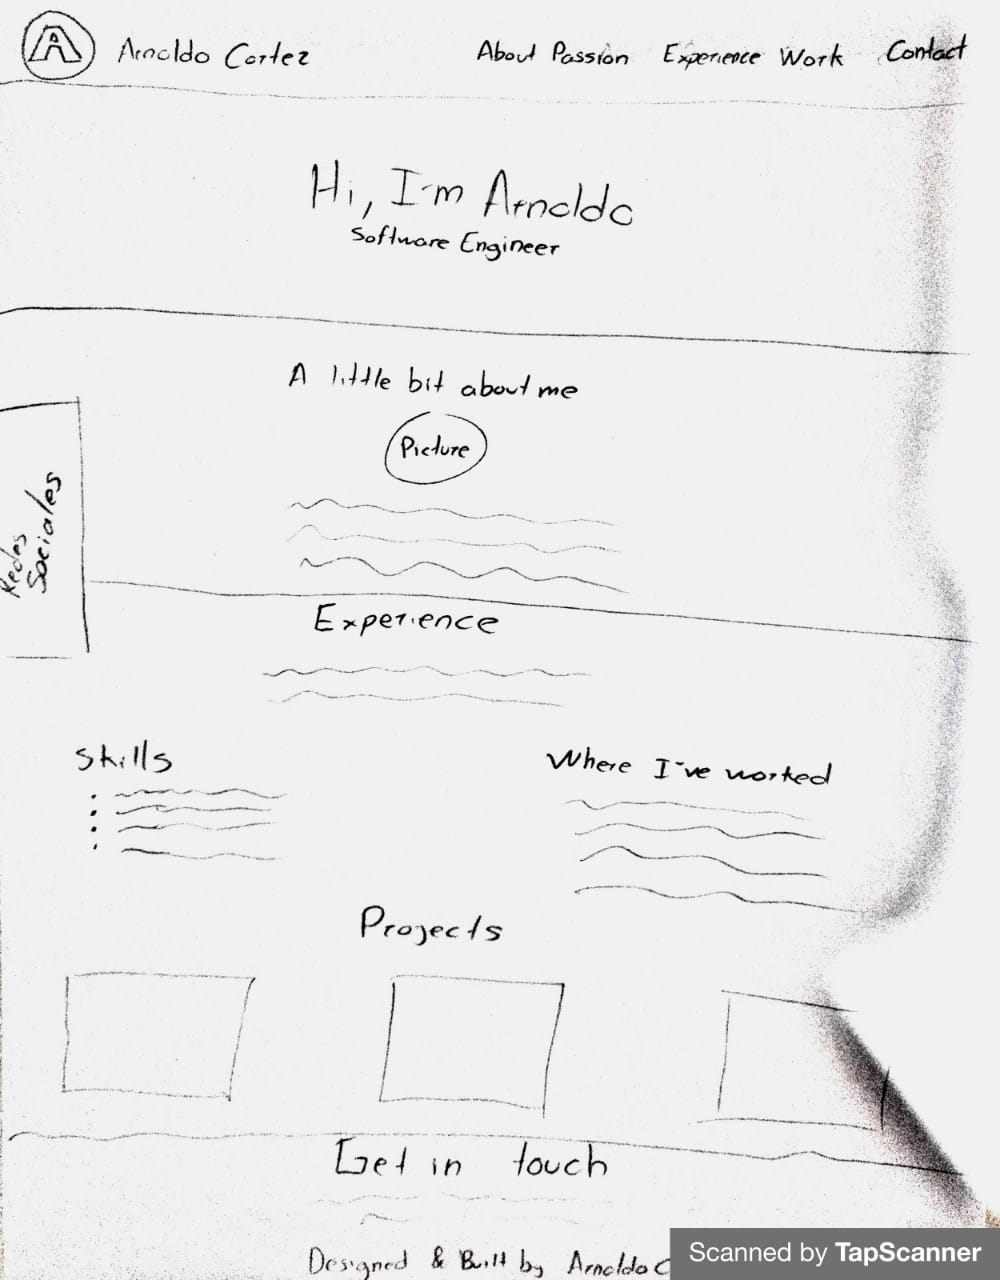 A Arnoldo Cortez About Passion Experience Work Contact
Hi, I'm Arnoldo
Software Engineer
A little bit about me
Picture
Redes
Sociales
Experience
Skills
Where I've worked
Projects
Get in touch
Designed & Built by Arnoldo C
Scanned by TapScanner